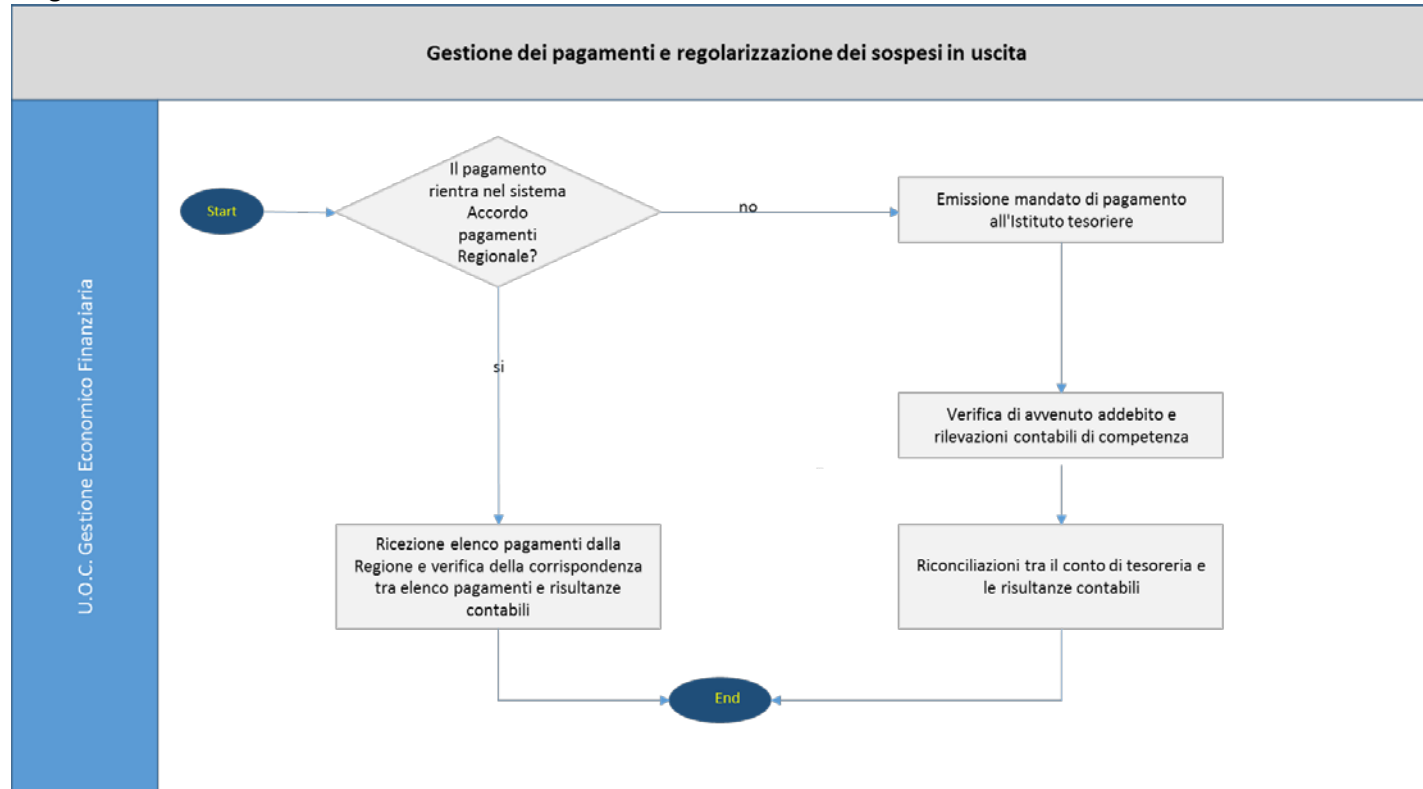 Gestione dei pagamenti e regolarizzazione dei sospesi in uscita
U.O.C. Gestione Economico Finanziaria
Start
Il pagamento
rientra nel sistema
Accordo
pagamenti
Regionale?
no
Emissione mandato di pagamento
all'Istituto tesoriere
si
Verifica di avvenuto addebito e
rilevazioni contabili di competenza
Ricezione elenco pagamenti dalla
Regione e verifica della corrispondenza
tra elenco pagamenti e risultanze
contabili
Riconciliazioni tra il conto di tesoreria e
le risultanze contabili
End